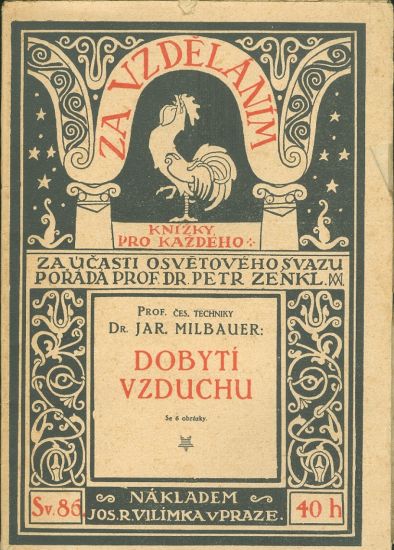 ZA VZDĚLÁNÍM
KNÍŽKY
PRO KAŽDÉHO
ZA ÚČASTI OSVĚTOVÉHO SVAZU
POŘÁDÁ PROF. DR. PETR ZENKL.
PROF. ČES. TECHNIKY
DR. JAR. MILBAUER:
DOBYTÍ
VZDUCHU
Se 6 obrázky.
Sv. 86.
NÁKLADEM
JOS. R. VILÍMKA V PRAZE.
40 h